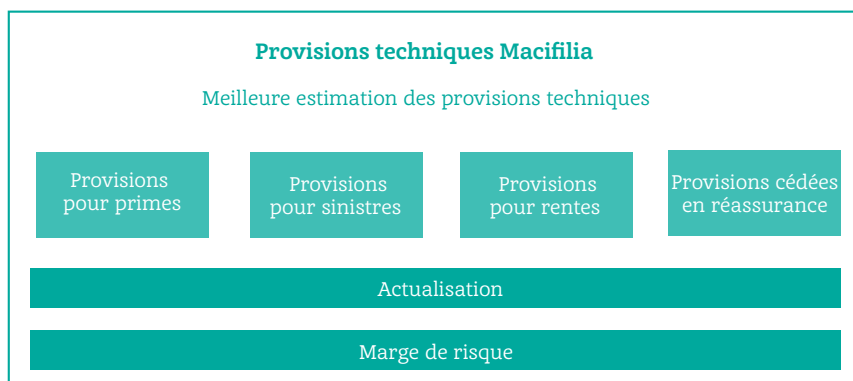 Provisions techniques Macifilia
Meilleure estimation des provisions techniques
Provisions
pour primes
Provisions
pour sinistres
Provisions
pour rentes
Provisions cédées
en réassurance
Actualisation
Marge de risque